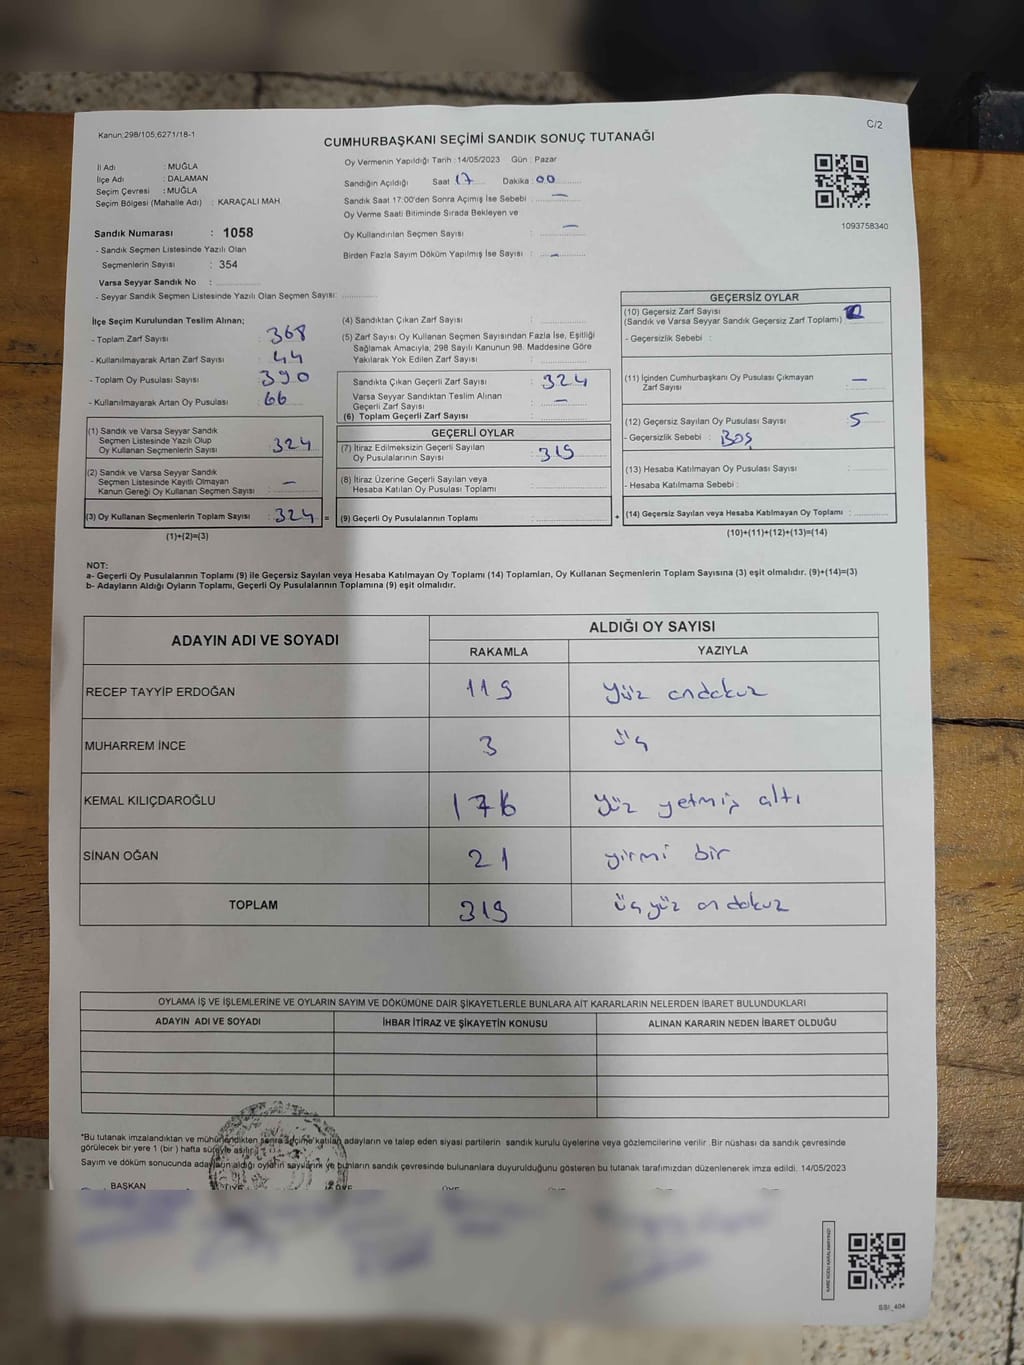 Kanun:298/105;6271/18-1
C/2
CUMHURBAŞKANI SEÇİMİ SANDIK SONUÇ TUTANAĞI
İl Adı : MUĞLA
İlçe Adı : DALAMAN
Seçim Çevresi : MUĞLA
Seçim Bölgesi (Mahalle Adı) : KARAÇALI MAH.
Oy Vermenin Yapıldığı Tarih : 14/05/2023 Gün : Pazar
Sandığın Açıldığı Saat 17 Dakika 00
Sandık Saat 17:00'den Sonra Açımış İse Sebebi : —
Oy Verme Saati Bitiminde Sırada Bekleyen ve
Oy Kullandırılan Seçmen Sayısı : —
Birden Fazla Sayım Döküm Yapılmış İse Sayısı : —
1093758340
Sandık Numarası : 1058
- Sandık Seçmen Listesinde Yazılı Olan
Seçmenlerin Sayısı : 354
Varsa Seyyar Sandık No :
- Seyyar Sandık Seçmen Listesinde Yazılı Olan Seçmen Sayısı:
İlçe Seçim Kurulundan Teslim Alınan;
- Toplam Zarf Sayısı : 368
- Kullanılmayarak Artan Zarf Sayısı : 44
- Toplam Oy Pusulası Sayısı : 390
- Kullanılmayarak Artan Oy Pusulası : 66
(1) Sandık ve Varsa Seyyar Sandık
Seçmen Listesinde Yazılı Olup
Oy Kullanan Seçmenlerin Sayısı : 324
(2) Sandık ve Varsa Seyyar Sandık
Seçmen Listesinde Kayıtlı Olmayan
Kanun Gereği Oy Kullanan Seçmen Sayısı : —
(3) Oy Kullanan Seçmenlerin Toplam Sayısı : 324 =
(1)+(2)=(3)
(4) Sandıktan Çıkan Zarf Sayısı :
(5) Zarf Sayısı Oy Kullanan Seçmen Sayısından Fazla İse, Eşitliği
Sağlamak Amacıyla; 298 Sayılı Kanunun 98. Maddesine Göre
Yakılarak Yok Edilen Zarf Sayısı :
Sandıkta Çıkan Geçerli Zarf Sayısı : 324
Varsa Seyyar Sandıktan Teslim Alınan
Geçerli Zarf Sayısı : —
(6) Toplam Geçerli Zarf Sayısı :
GEÇERLİ OYLAR
(7) İtiraz Edilmeksizin Geçerli Sayılan
Oy Pusulalarının Sayısı : 319
(8) İtiraz Üzerine Geçerli Sayılan veya
Hesaba Katılan Oy Pusulası Toplamı :
(9) Geçerli Oy Pusulalarının Toplamı : +
GEÇERSİZ OYLAR
(10) Geçersiz Zarf Sayısı
(Sandık ve Varsa Seyyar Sandık Geçersiz Zarf Toplamı) :
- Geçersizlik Sebebi :
(11) İçinden Cumhurbaşkanı Oy Pusulası Çıkmayan
Zarf Sayısı : —
(12) Geçersiz Sayılan Oy Pusulası Sayısı : 5
- Geçersizlik Sebebi : BOŞ
(13) Hesaba Katılmayan Oy Pusulası Sayısı :
- Hesaba Katılmama Sebebi :
(14) Geçersiz Sayılan veya Hesaba Katılmayan Oy Toplamı :
(10)+(11)+(12)+(13)=(14)
NOT:
a- Geçerli Oy Pusulalarının Toplamı (9) ile Geçersiz Sayılan veya Hesaba Katılmayan Oy Toplamı (14) Toplamları, Oy Kullanan Seçmenlerin Toplam Sayısına (3) eşit olmalıdır. (9)+(14)=(3)
b- Adayların Aldığı Oyların Toplamı, Geçerli Oy Pusulalarının Toplamına (9) eşit olmalıdır.
ADAYIN ADI VE SOYADI
ALDIĞI OY SAYISI
RAKAMLA YAZIYLA
RECEP TAYYİP ERDOĞAN 119 yüz ondokuz
MUHARREM İNCE 3 üç
KEMAL KILIÇDAROĞLU 176 yüz yetmiş altı
SİNAN OĞAN 21 yirmi bir
TOPLAM 319 üçyüz ondokuz
OYLAMA İŞ VE İŞLEMLERİNE VE OYLARIN SAYIM VE DÖKÜMÜNE DAİR ŞİKAYETLERLE BUNLARA AİT KARARLARIN NELERDEN İBARET BULUNDUKLARI
ADAYIN ADI VE SOYADI İHBAR İTİRAZ VE ŞİKAYETİN KONUSU ALINAN KARARIN NEDEN İBARET OLDUĞU
*Bu tutanak imzalandıktan ve mühürlendikten sonra seçime katılan adayların ve talep eden siyasi partilerin sandık kurulu üyelerine veya gözlemcilerine verilir. Bir nüshası da sandık çevresinde
görülecek bir yere 1 (bir) hafta süreyle asılır.
Sayım ve döküm sonucunda adayların aldığı oyların sayılarını ve bunların sandık çevresinde bulunanlara duyurulduğunu gösteren bu tutanak tarafımızdan düzenlenerek imza edildi. 14/05/2023
BAŞKAN ÜYE ÜYE ÜYE ÜYE ÜYE
SSI_404